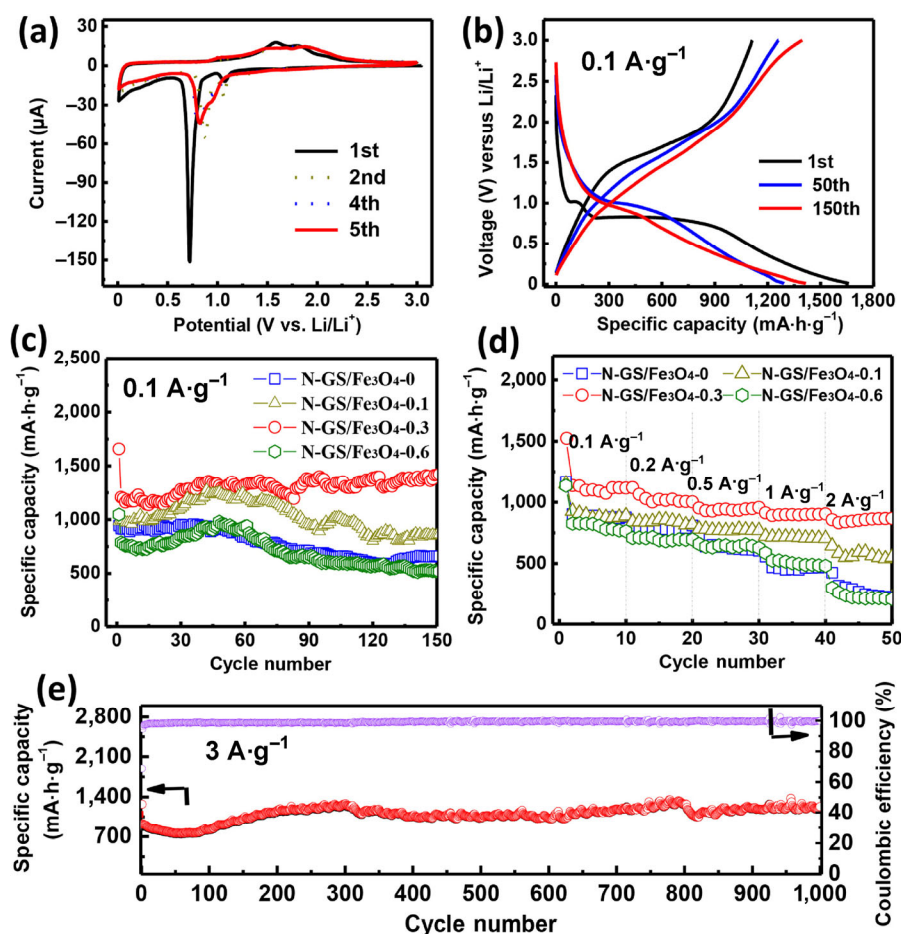 (a)
0
–30
–60
–90
–120
–150
Current (μA)
1st
2nd
4th
5th
0 0.5 1.0 1.5 2.0 2.5 3.0
Potential (V vs. Li/Li⁺)
(b)
0.1 A·g⁻¹
3.0
2.5
2.0
1.5
1.0
0.5
0
Voltage (V) versus Li/Li⁺
1st
50th
150th
0 300 600 900 1,200 1,500 1,800
Specific capacity (mA·h·g⁻¹)
(c)
0.1 A·g⁻¹
2,500
2,000
1,500
1,000
500
0
Specific capacity (mA·h·g⁻¹)
N-GS/Fe₃O₄-0
N-GS/Fe₃O₄-0.1
N-GS/Fe₃O₄-0.3
N-GS/Fe₃O₄-0.6
0 30 60 90 120 150
Cycle number
(d)
2,000
1,500
1,000
500
0
Specific capacity (mA·h·g⁻¹)
N-GS/Fe₃O₄-0 N-GS/Fe₃O₄-0.1
N-GS/Fe₃O₄-0.3 N-GS/Fe₃O₄-0.6
0.1 A·g⁻¹
0.2 A·g⁻¹
0.5 A·g⁻¹
1 A·g⁻¹
2 A·g⁻¹
0 10 20 30 40 50
Cycle number
(e)
3 A·g⁻¹
2,800
2,100
1,400
700
Specific capacity
(mA·h·g⁻¹)
100
80
60
40
20
0
Coulombic efficiency (%)
0 100 200 300 400 500 600 700 800 900 1,000
Cycle number